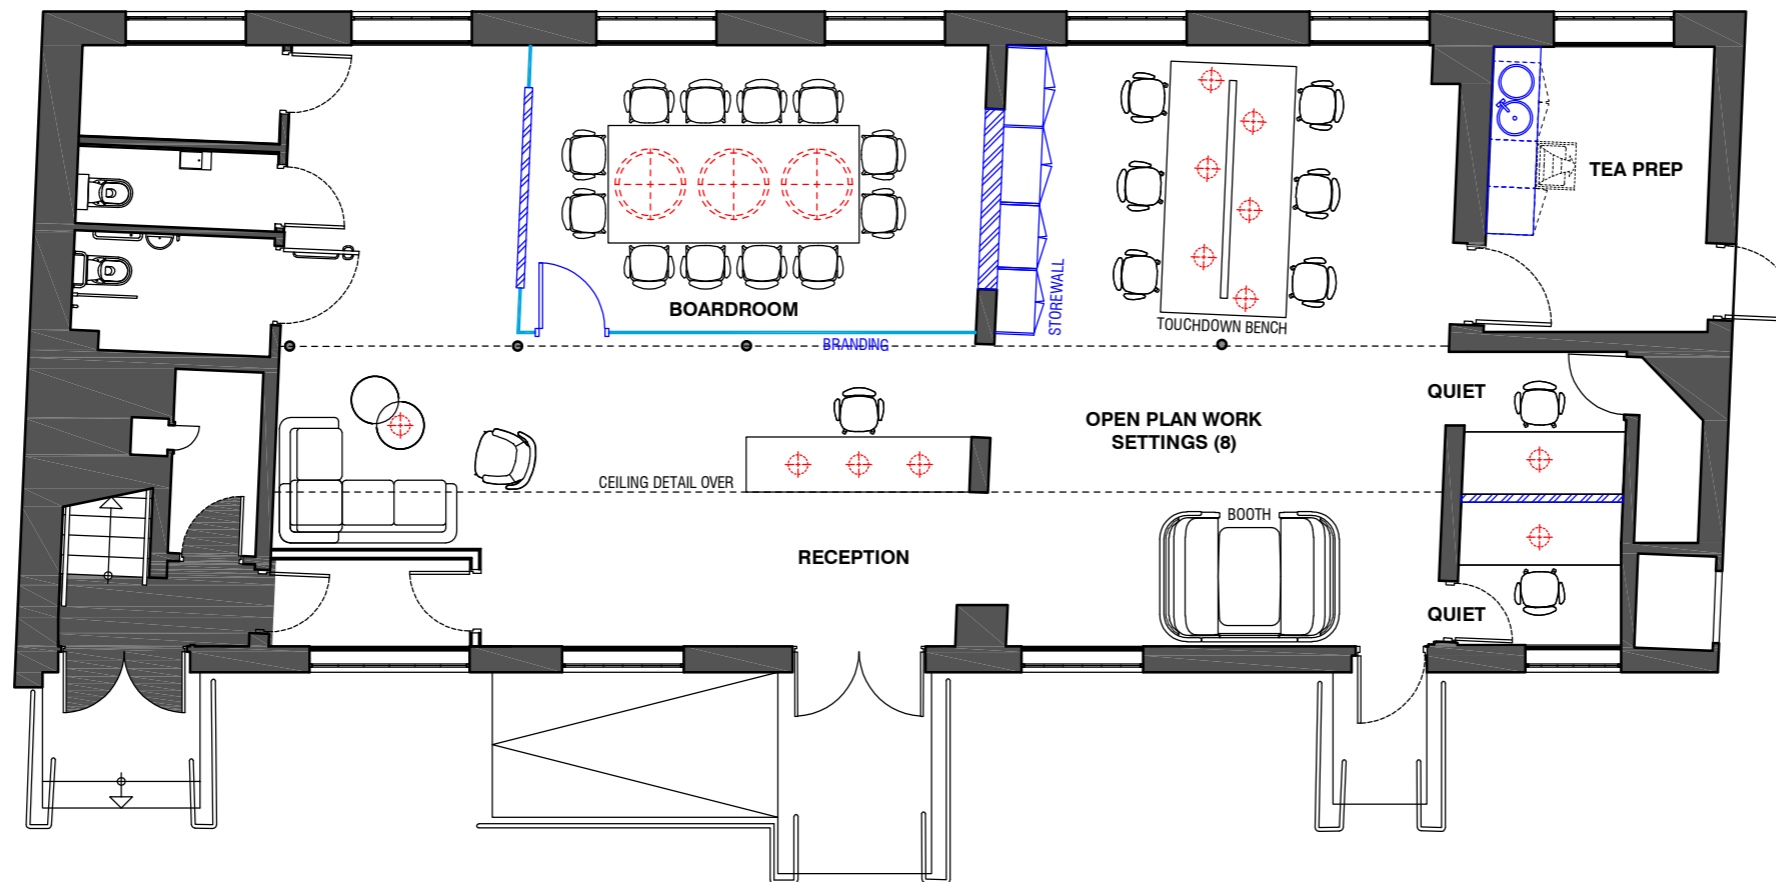 TEA PREP
BOARDROOM
STOREWALL
TOUCHDOWN BENCH
BRANDING
QUIET
OPEN PLAN WORK
SETTINGS (8)
CEILING DETAIL OVER
BOOTH
RECEPTION
QUIET